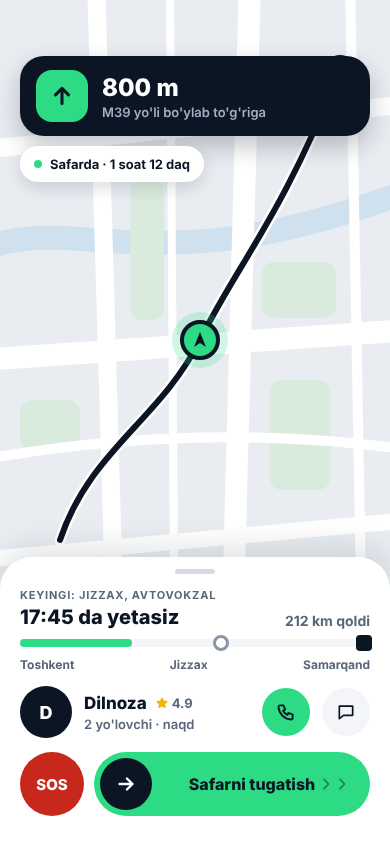 800 m
M39 yo'li bo'ylab to'g'riga
Safarda · 1 soat 12 daq
KEYINGI: JIZZAX, AVTOVOKZAL
17:45 da yetasiz
212 km qoldi
Toshkent
Jizzax
Samarqand
D
Dilnoza
4.9
2 yo'lovchi · naqd
SOS
Safarni tugatish